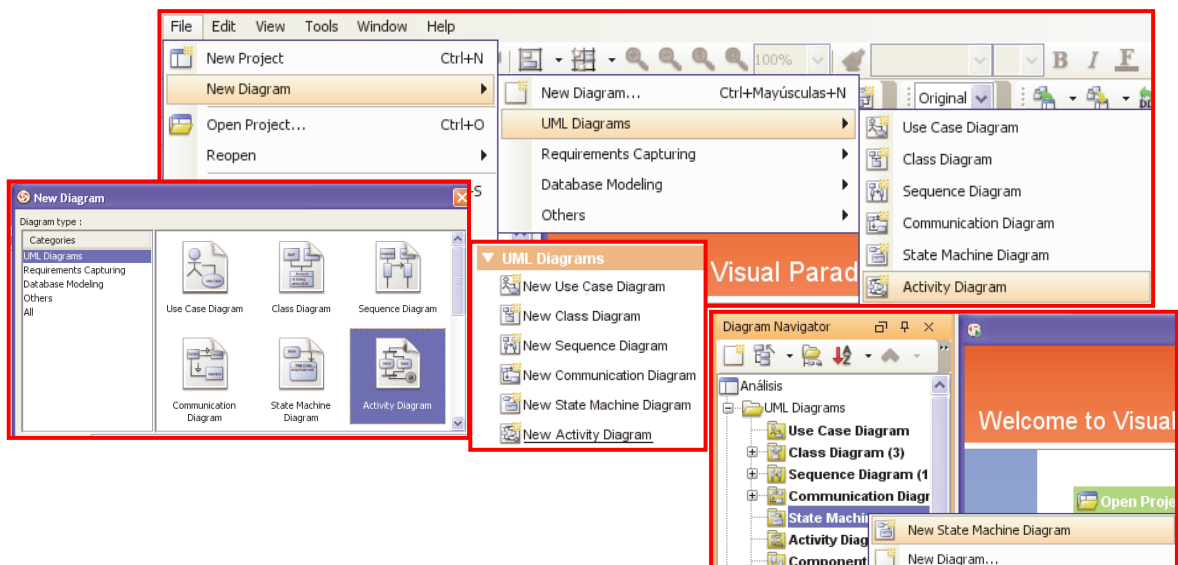 File Edit View Tools Window Help
New Project Ctrl+N
New Diagram
Open Project... Ctrl+O
Reopen
100%
B I F
Original
New Diagram... Ctrl+Mayúsculas+N
UML Diagrams
Requirements Capturing
Database Modeling
Others
Use Case Diagram
Class Diagram
Sequence Diagram
Communication Diagram
State Machine Diagram
Activity Diagram
Visual Parad
New Diagram
Diagram type :
Categories
UML Diagrams
Requirements Capturing
Database Modeling
Others
All
Use Case Diagram Class Diagram Sequence Diagram
Communication Diagram
State Machine Diagram
Activity Diagram
UML Diagrams
New Use Case Diagram
New Class Diagram
New Sequence Diagram
New Communication Diagram
New State Machine Diagram
New Activity Diagram
Diagram Navigator
Análisis
UML Diagrams
Use Case Diagram
Class Diagram (3)
Sequence Diagram (1
Communication Diagr
State Machi
Activity Diag
Component
Welcome to Visual
Open Proje
New State Machine Diagram
New Diagram...